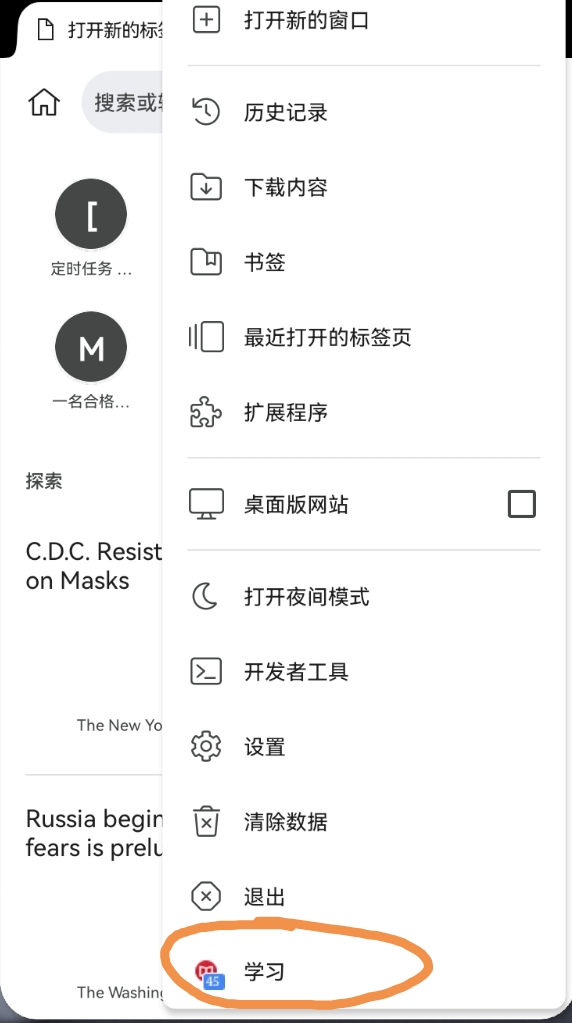 打开新的标
打开新的窗口
搜索或
历史记录
下载内容
[
定时任务 ...
书签
最近打开的标签页
M
一名合格...
扩展程序
探索
桌面版网站
C.D.C. Resist
on Masks
打开夜间模式
开发者工具
The New Yo
设置
Russia begin
fears is prelu
清除数据
退出
学习
45
The Washing